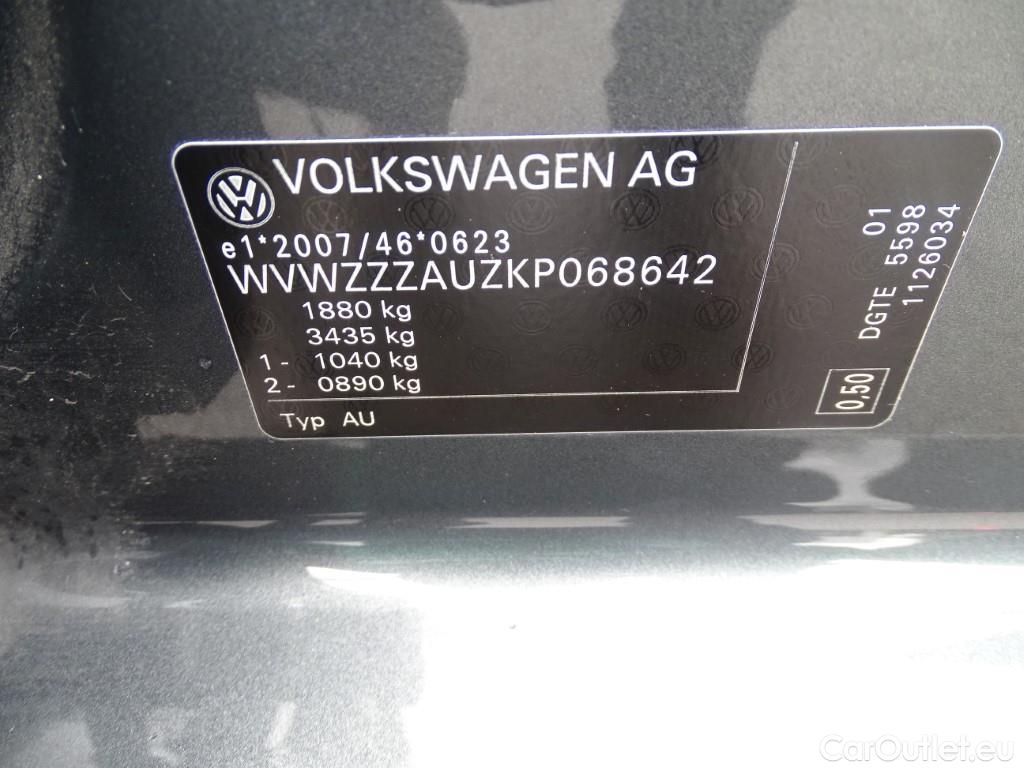 VOLKSWAGEN AG
e1*2007/46*0623
WVWZZZAUZKP068642
1880 kg
3435 kg
1- 1040 kg
2- 0890 kg
Typ AU
01
DGTE 5598
1126034
0,50
CarOutlet.eu